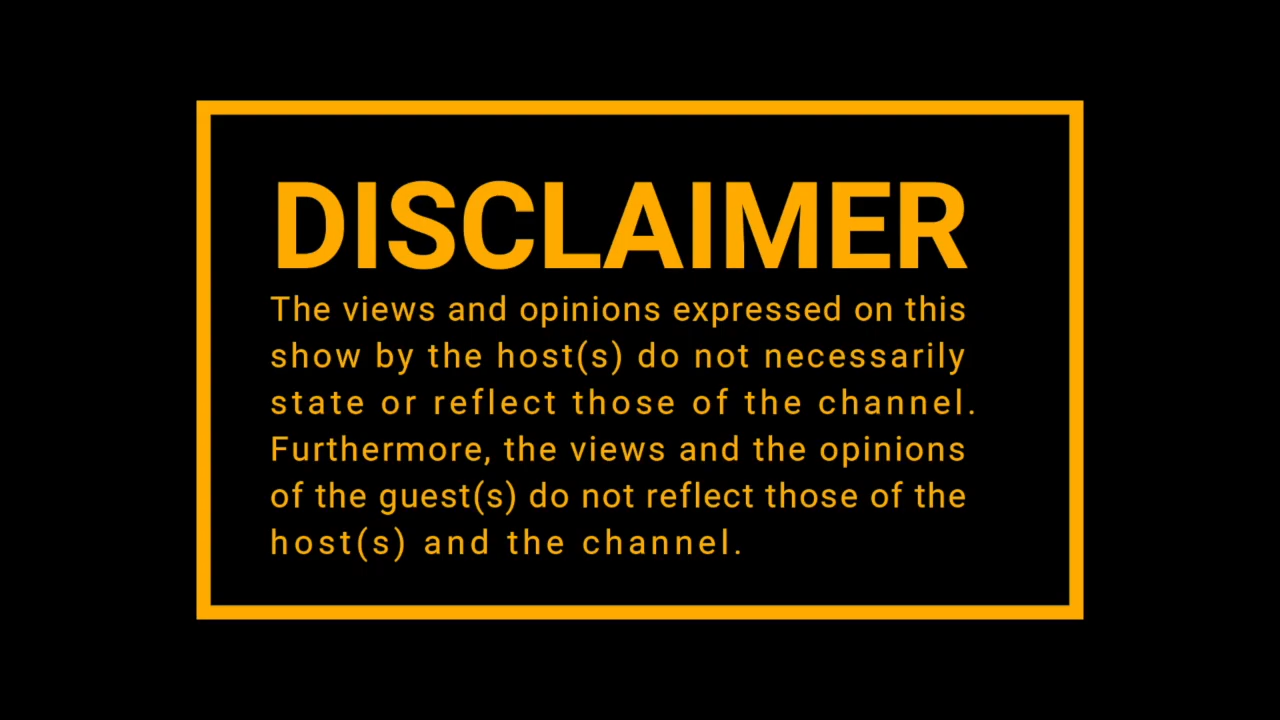 DISCLAIMER
The views and opinions expressed on this
show by the host(s) do not necessarily
state or reflect those of the channel.
Furthermore, the views and the opinions
of the guest(s) do not reflect those of the
host(s) and the channel.